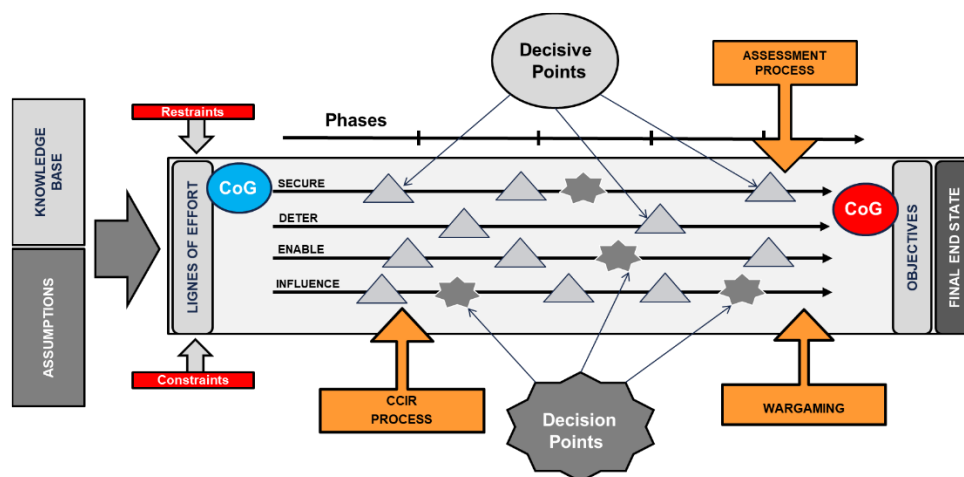 Decisive
Points
ASSESSMENT
PROCESS
Restraints
Phases
KNOWLEDGE
BASE
ASSUMPTIONS
LIGNES OF EFFORT
CoG
SECURE
DETER
ENABLE
INFLUENCE
CoG
OBJECTIVES
FINAL END STATE
Constraints
CCIR
PROCESS
Decision
Points
WARGAMING